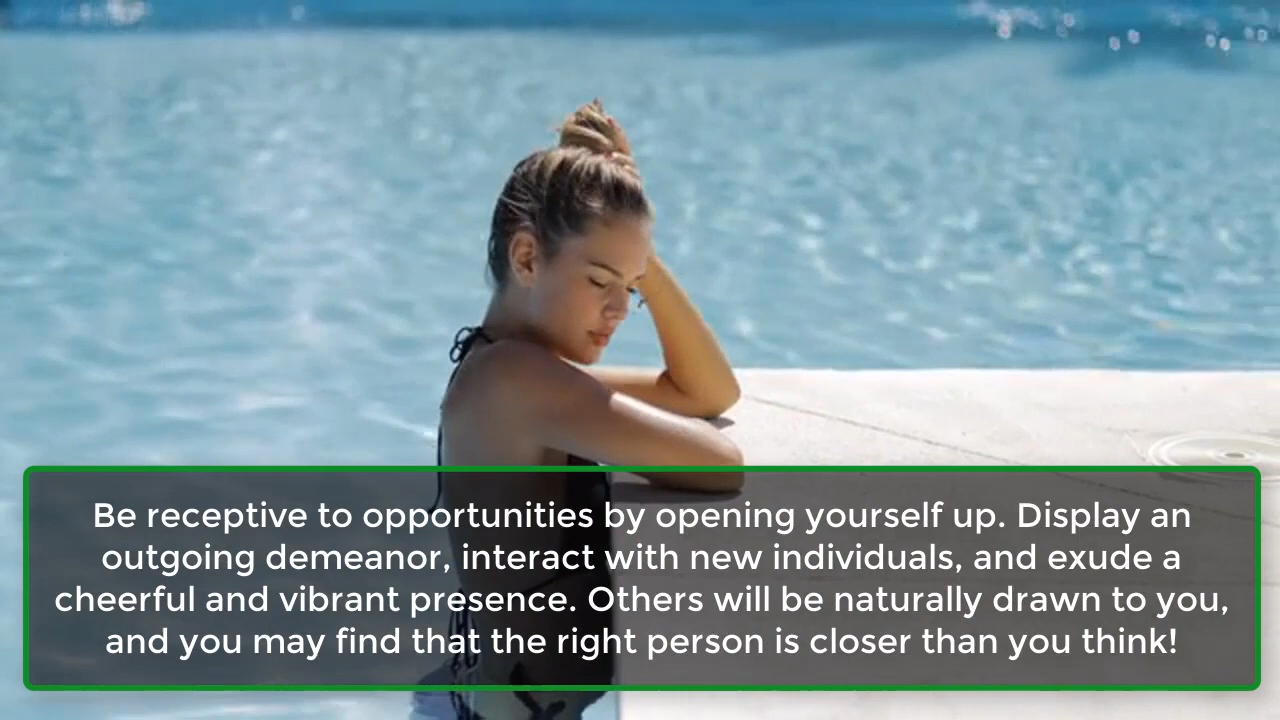 Be receptive to opportunities by opening yourself up. Display an
outgoing demeanor, interact with new individuals, and exude a
cheerful and vibrant presence. Others will be naturally drawn to you,
and you may find that the right person is closer than you think!